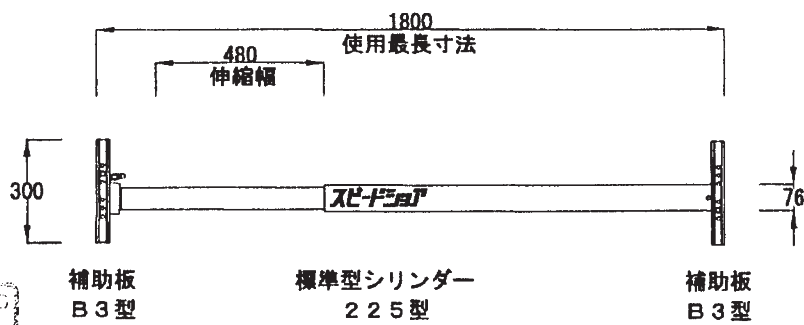 1800
使用最長寸法
480
伸縮幅
300
スピードショア
76
補助板
B3型
標準型シリンダー
225型
補助板
B3型